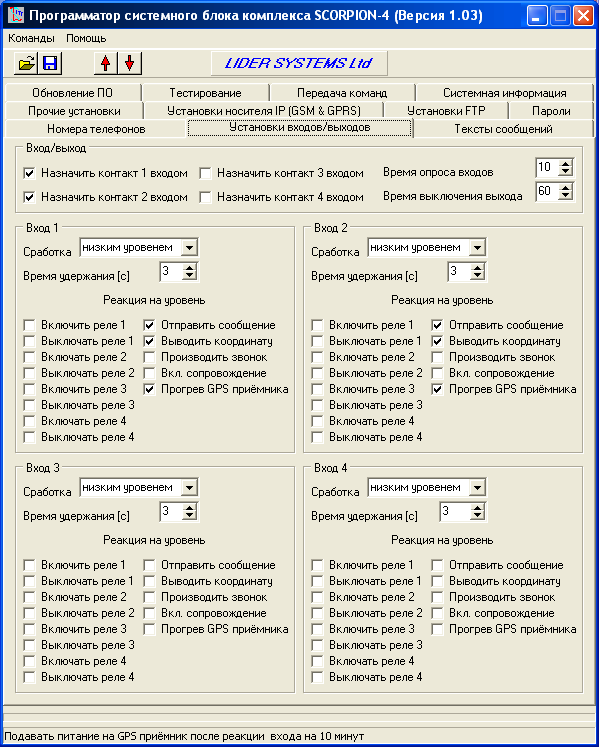 Программатор системного блока комплекса SCORPION-4 (Версия 1.03)
Команды Помощь
LIDER SYSTEMS Ltd
Обновление ПО Тестирование Передача команд Системная информация
Прочие установки Установки носителя IP (GSM & GPRS) Установки FTP Пароли
Номера телефонов Установки входов/выходов Тексты сообщений
Вход/выход
Назначить контакт 1 входом Назначить контакт 3 входом Время опроса входов 10
Назначить контакт 2 входом Назначить контакт 4 входом Время выключения выхода 60
Вход 1 Вход 2
Сработка низким уровенем Сработка низким уровенем
Время удержания [с] 3 Время удержания [с] 3
Реакция на уровень Реакция на уровень
Включить реле 1 Отправить сообщение Включить реле 1 Отправить сообщение
Выключать реле 1 Выводить координату Выключать реле 1 Выводить координату
Включать реле 2 Производить звонок Включать реле 2 Производить звонок
Выключать реле 2 Вкл. сопровождение Выключать реле 2 Вкл. сопровождение
Включить реле 3 Прогрев GPS приёмника Включить реле 3 Прогрев GPS приёмника
Выключать реле 3 Выключать реле 3
Включать реле 4 Включать реле 4
Выключать реле 4 Выключать реле 4
Вход 3 Вход 4
Сработка низким уровенем Сработка низким уровенем
Время удержания [с] 3 Время удержания [с] 3
Реакция на уровень Реакция на уровень
Включить реле 1 Отправить сообщение Включить реле 1 Отправить сообщение
Выключать реле 1 Выводить координату Выключать реле 1 Выводить координату
Включать реле 2 Производить звонок Включать реле 2 Производить звонок
Выключать реле 2 Вкл. сопровождение Выключать реле 2 Вкл. сопровождение
Включить реле 3 Прогрев GPS приёмника Включить реле 3 Прогрев GPS приёмника
Выключать реле 3 Выключать реле 3
Включать реле 4 Включать реле 4
Выключать реле 4 Выключать реле 4
Подавать питание на GPS приёмник после реакции входа на 10 минут